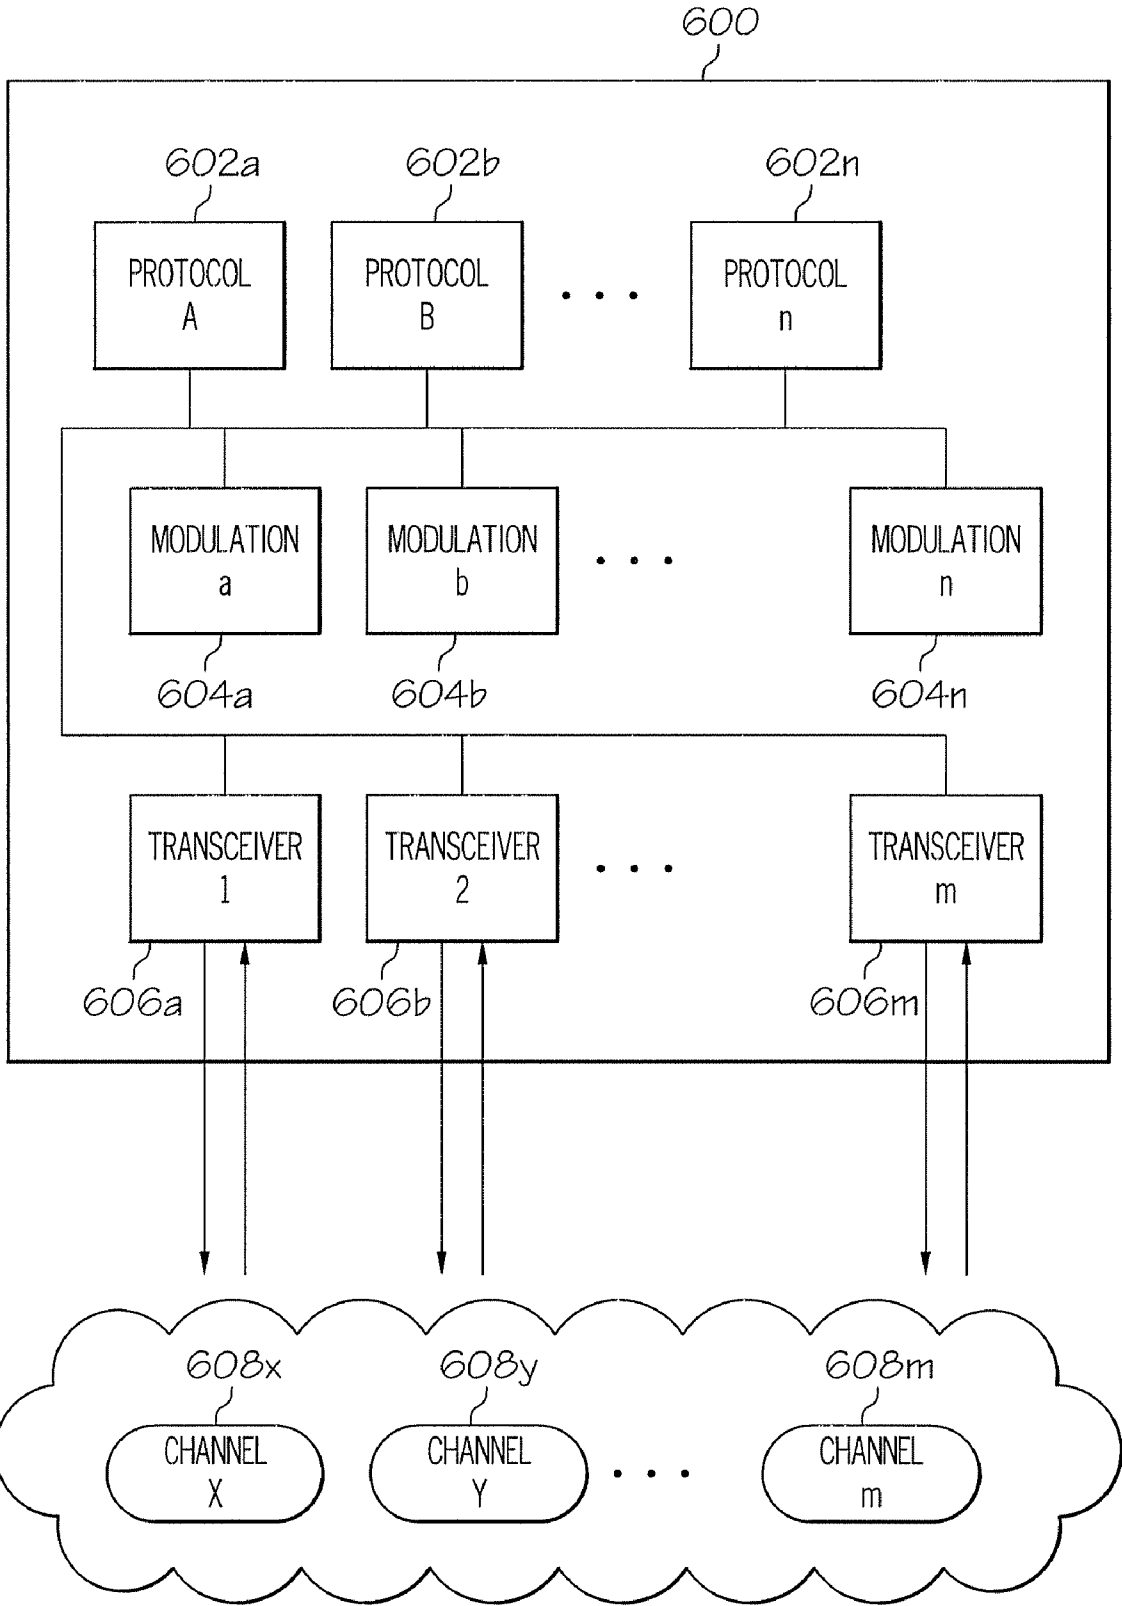 600
602a
602b
602n
PROTOCOL
A
PROTOCOL
B
. . .
PROTOCOL
n
MODULATION
a
MODULATION
b
. . .
MODULATION
n
604a
604b
604n
TRANSCEIVER
1
TRANSCEIVER
2
. . .
TRANSCEIVER
m
606a
606b
606m
608x
608y
608m
CHANNEL
X
CHANNEL
Y
. . .
CHANNEL
m